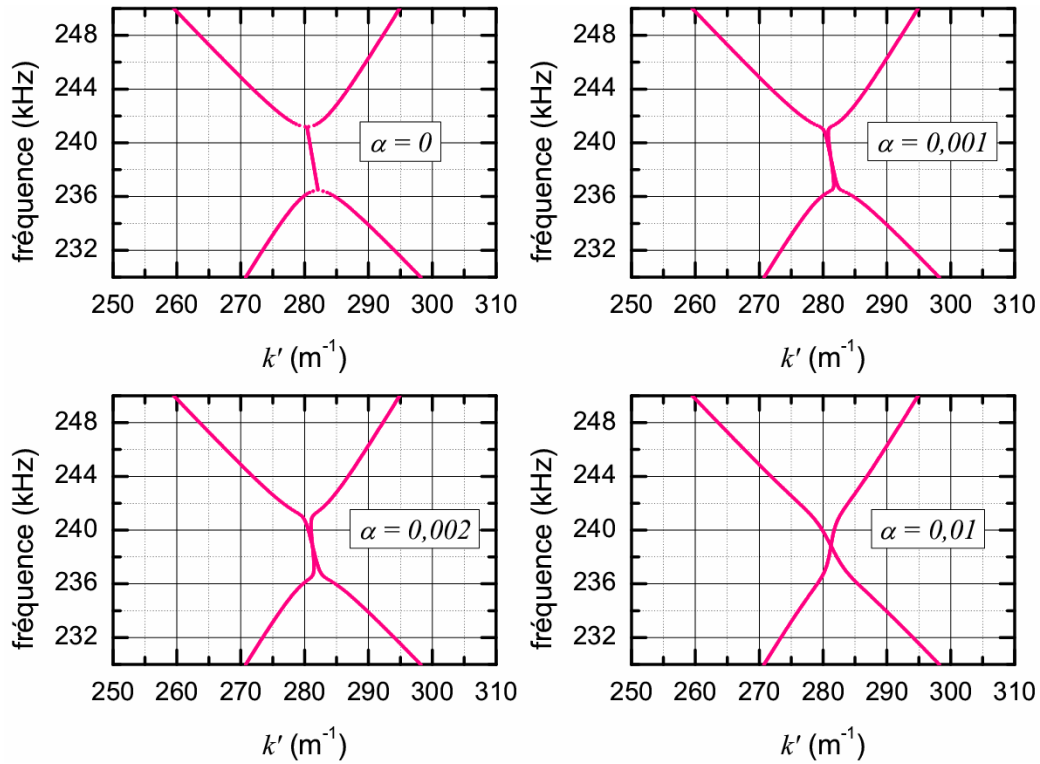 248
244
240
236
232
fréquence (kHz)
α = 0
250 260 270 280 290 300 310
k' (m⁻¹)
248
244
240
236
232
fréquence (kHz)
α = 0,001
250 260 270 280 290 300 310
k' (m⁻¹)
248
244
240
236
232
fréquence (kHz)
α = 0,002
250 260 270 280 290 300 310
k' (m⁻¹)
248
244
240
236
232
fréquence (kHz)
α = 0,01
250 260 270 280 290 300 310
k' (m⁻¹)